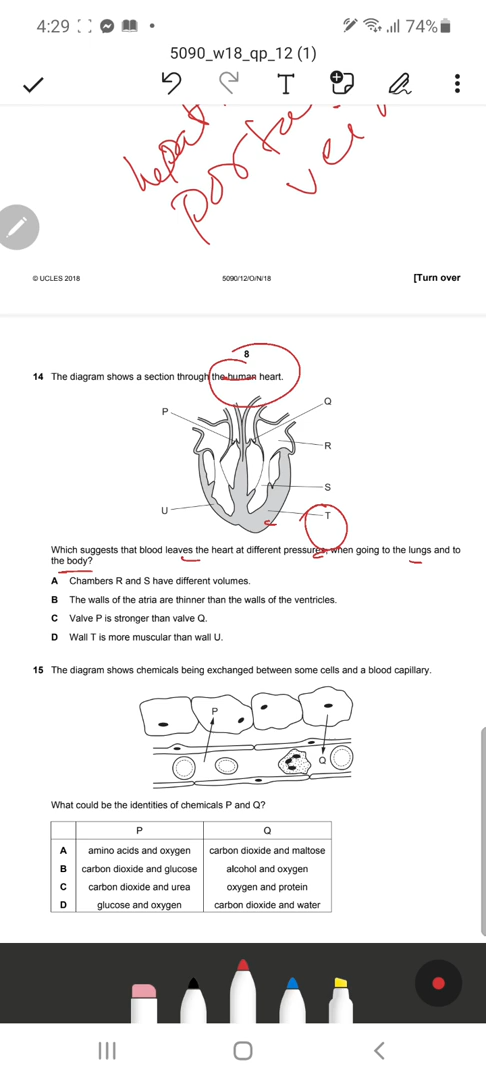 4:29 74%
5090_w18_qp_12 (1)
T
hepat
porta
vei
© UCLES 2018 5090/12/O/N/18 [Turn over
8
14 The diagram shows a section through the human heart.
P Q
R
S
U T
Which suggests that blood leaves the heart at different pressures, when going to the lungs and to
the body?
A Chambers R and S have different volumes.
B The walls of the atria are thinner than the walls of the ventricles.
C Valve P is stronger than valve Q.
D Wall T is more muscular than wall U.
15 The diagram shows chemicals being exchanged between some cells and a blood capillary.
P
Q
What could be the identities of chemicals P and Q?
P Q
A amino acids and oxygen carbon dioxide and maltose
B carbon dioxide and glucose alcohol and oxygen
C carbon dioxide and urea oxygen and protein
D glucose and oxygen carbon dioxide and water